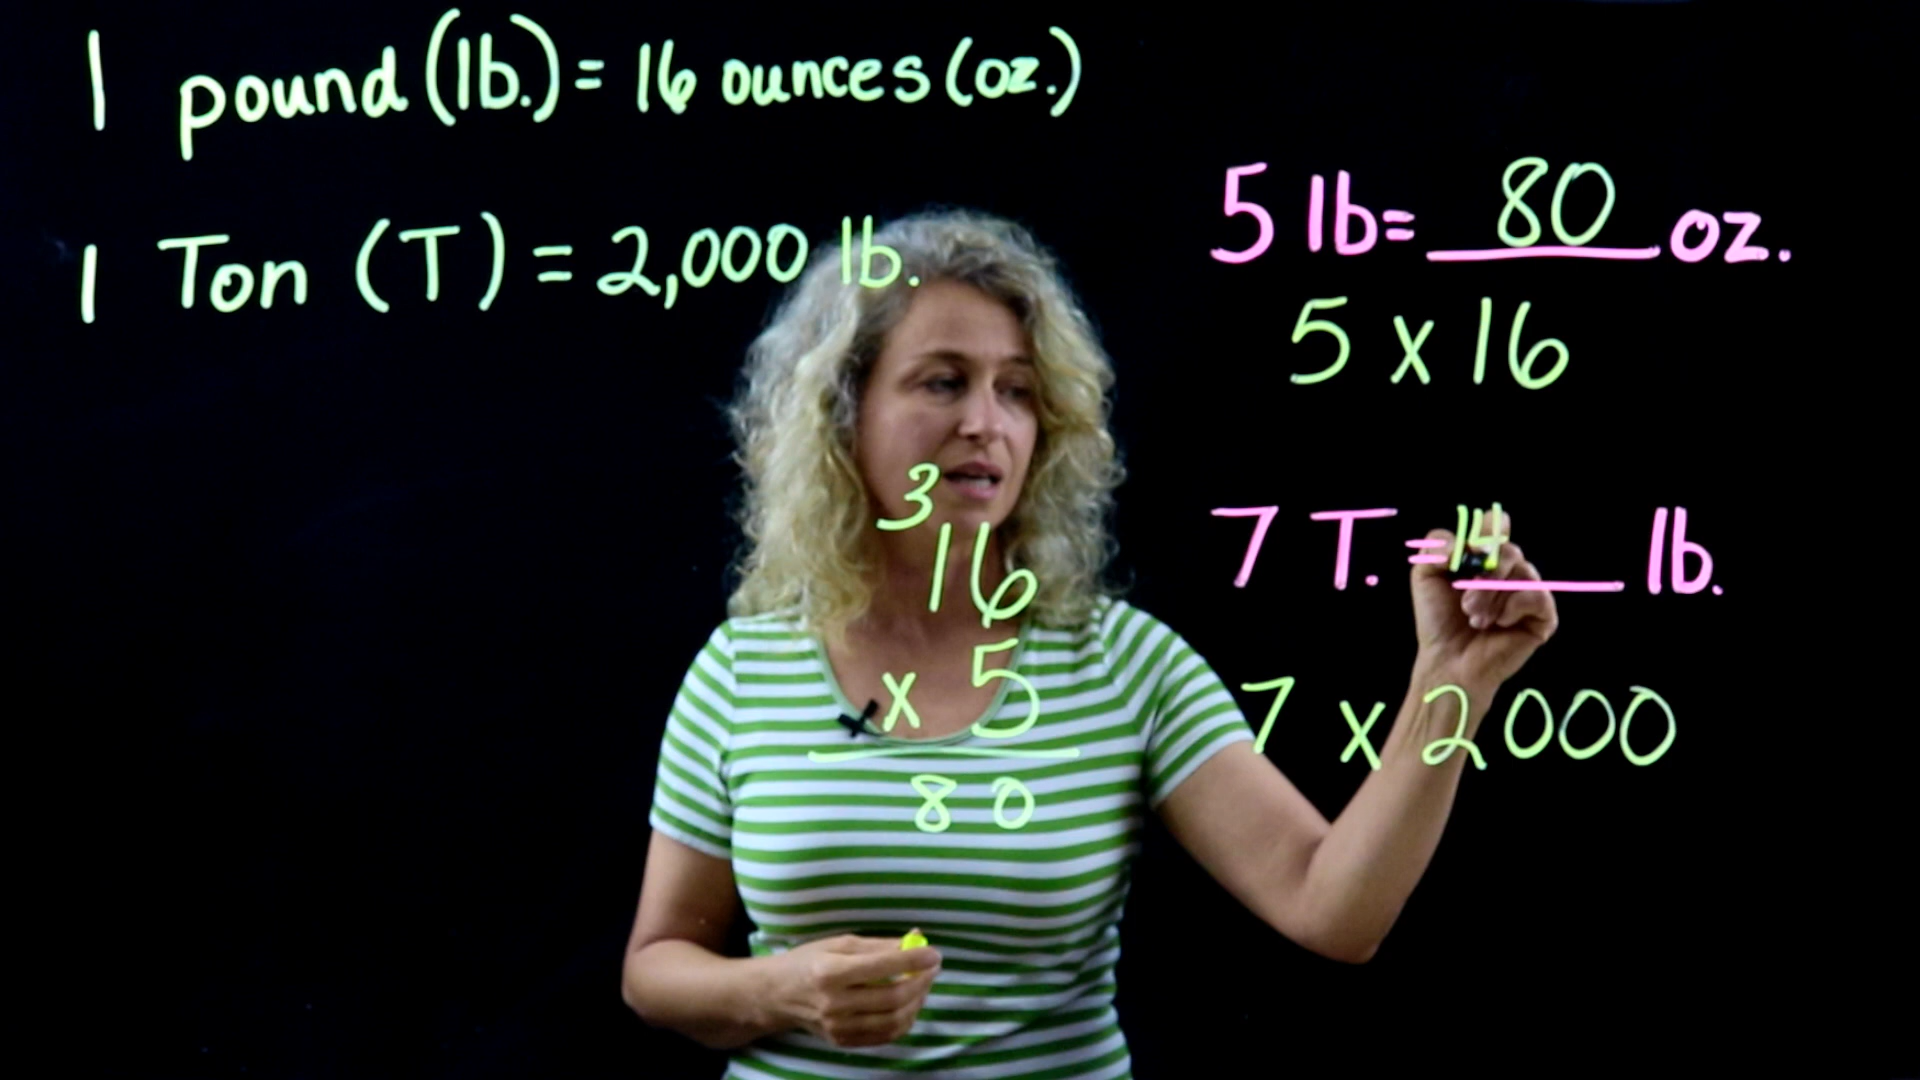 1 pound (lb.) = 16 ounces (oz.)
1 Ton (T) = 2,000 lb.
3
16
x 5
80
5 lb = 80 oz.
5 x 16
7 T. = 14 lb.
7 x 2000